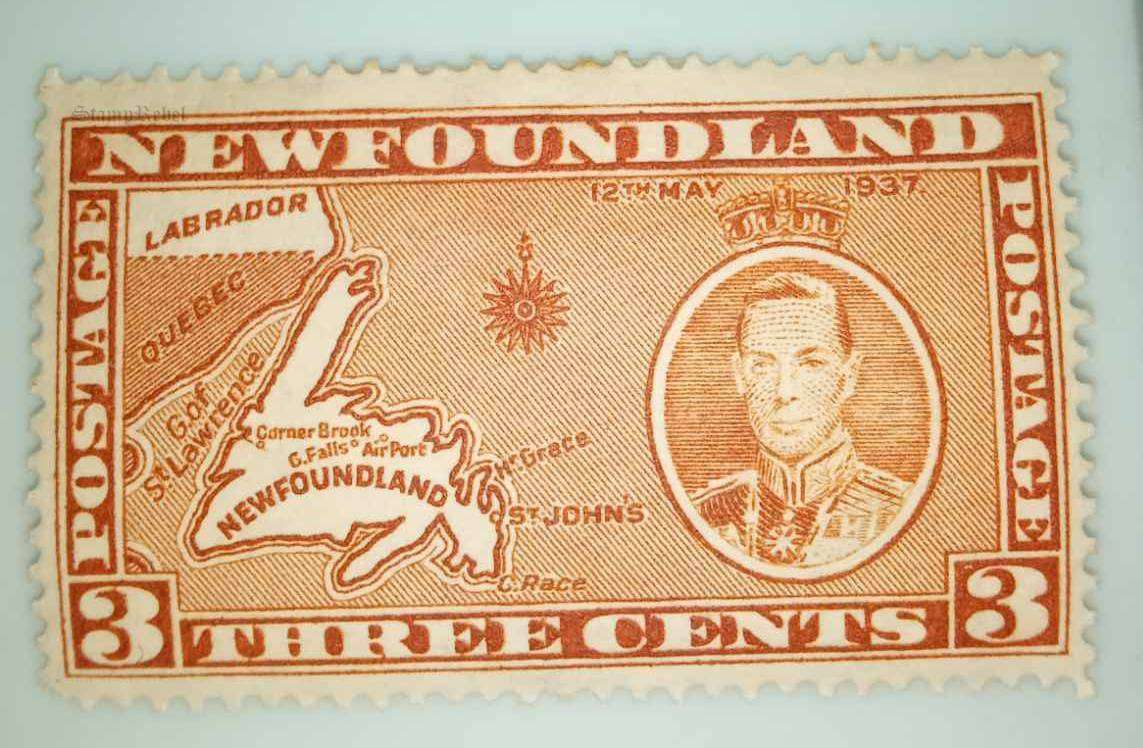 StampRebel
NEWFOUNDLAND
12TH MAY 1937.
POSTAGE
POSTAGE
LABRADOR
QUEBEC
G. of
St. Lawrence
Corner Brook
G. Falls Air Port
NEWFOUNDLAND
Hr. Grace
ST. JOHN'S
C. Race
3 THREE CENTS 3